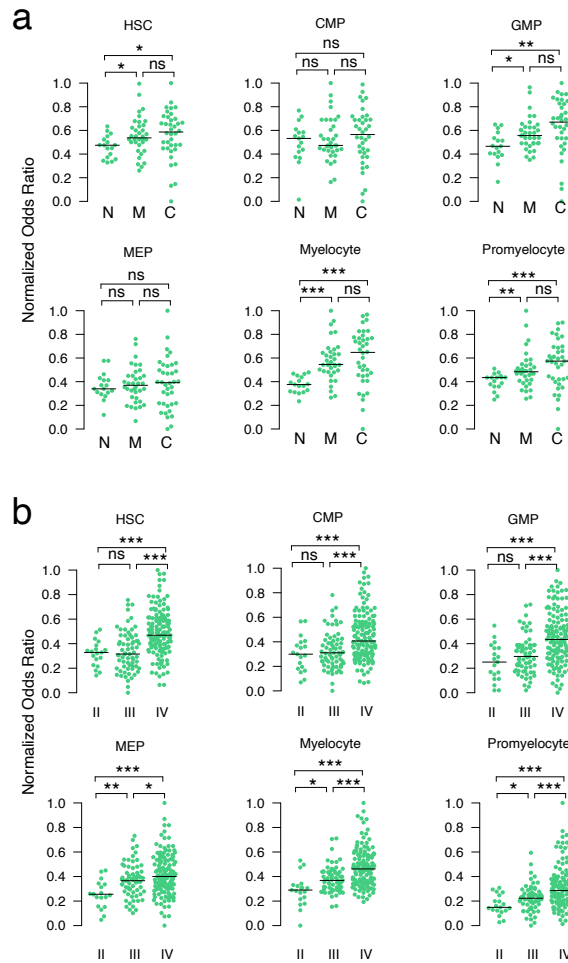 a
HSC CMP GMP
* ns **
* ns ns ns * ns
1.0 1.0 1.0
0.8 0.8 0.8
0.6 0.6 0.6
0.4 0.4 0.4
0.2 0.2 0.2
0.0 0.0 0.0
N M C N M C N M C
Normalized Odds Ratio
MEP Myelocyte Promyelocyte
ns *** ***
ns ns *** ns ** ns
1.0 1.0 1.0
0.8 0.8 0.8
0.6 0.6 0.6
0.4 0.4 0.4
0.2 0.2 0.2
0.0 0.0 0.0
N M C N M C N M C
b
HSC CMP GMP
*** *** ***
ns *** ns *** ns ***
1.0 1.0 1.0
0.8 0.8 0.8
0.6 0.6 0.6
0.4 0.4 0.4
0.2 0.2 0.2
0.0 0.0 0.0
II III IV II III IV II III IV
Normalized Odds Ratio
MEP Myelocyte Promyelocyte
*** *** ***
** * * *** * ***
1.0 1.0 1.0
0.8 0.8 0.8
0.6 0.6 0.6
0.4 0.4 0.4
0.2 0.2 0.2
0.0 0.0 0.0
II III IV II III IV II III IV